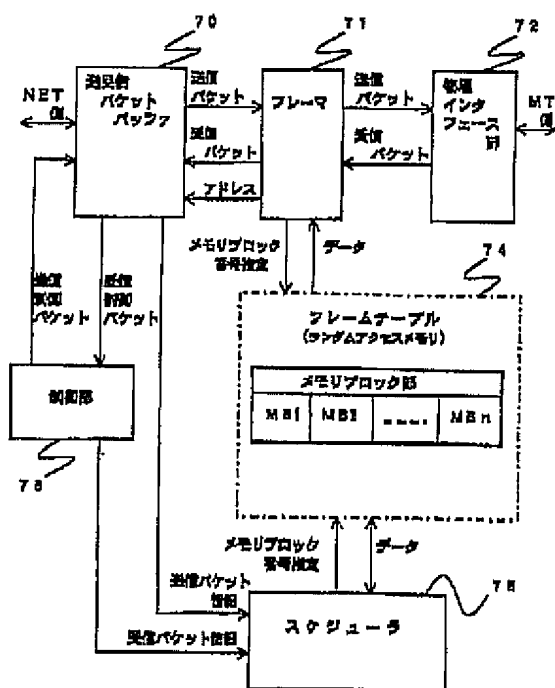 70
71
72
送受信
パケット
バッファ
NET
側
送信
パケット
受信
パケット
アドレス
フレーマ
送信
パケット
受信
パケット
物理
インタ
フェース
部
MT
側
メモリブロック
番号指定
データ
74
送信
制御
パケット
受信
制御
パケット
フレームテーブル
(ランダムアクセスメモリ)
メモリブロック部
MB1 MB2 MBn
制御部
メモリブロック
番号指定
データ
送信パケット
情報
受信パケット情報
スケジューラ